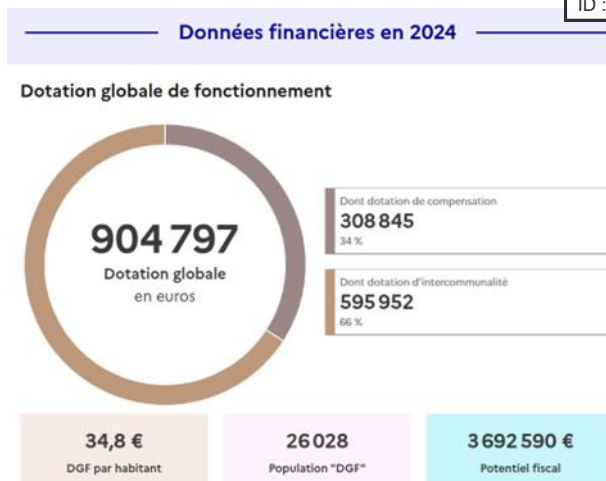 ID :
Données financières en 2024
Dotation globale de fonctionnement
904 797
Dotation globale
en euros
Dont dotation de compensation
308 845
34 %
Dont dotation d'intercommunalité
595 952
66 %
34,8 €
DGF par habitant
26 028
Population "DGF"
3 692 590 €
Potentiel fiscal